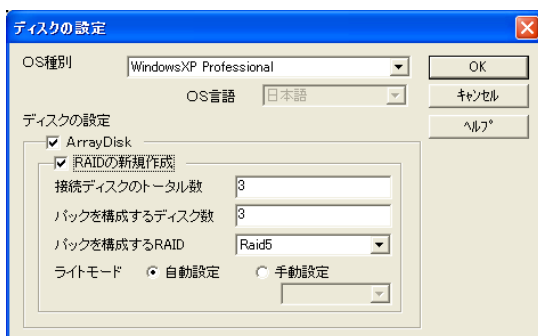 ディスクの設定
OS種別 WindowsXP Professional OK
OS言語 日本語 キャンセル
ディスクの設定 ヘルプ
ArrayDisk
RAIDの新規作成
接続ディスクのトータル数 3
パックを構成するディスク数 3
パックを構成するRAID Raid5
ライトモード 自動設定 手動設定